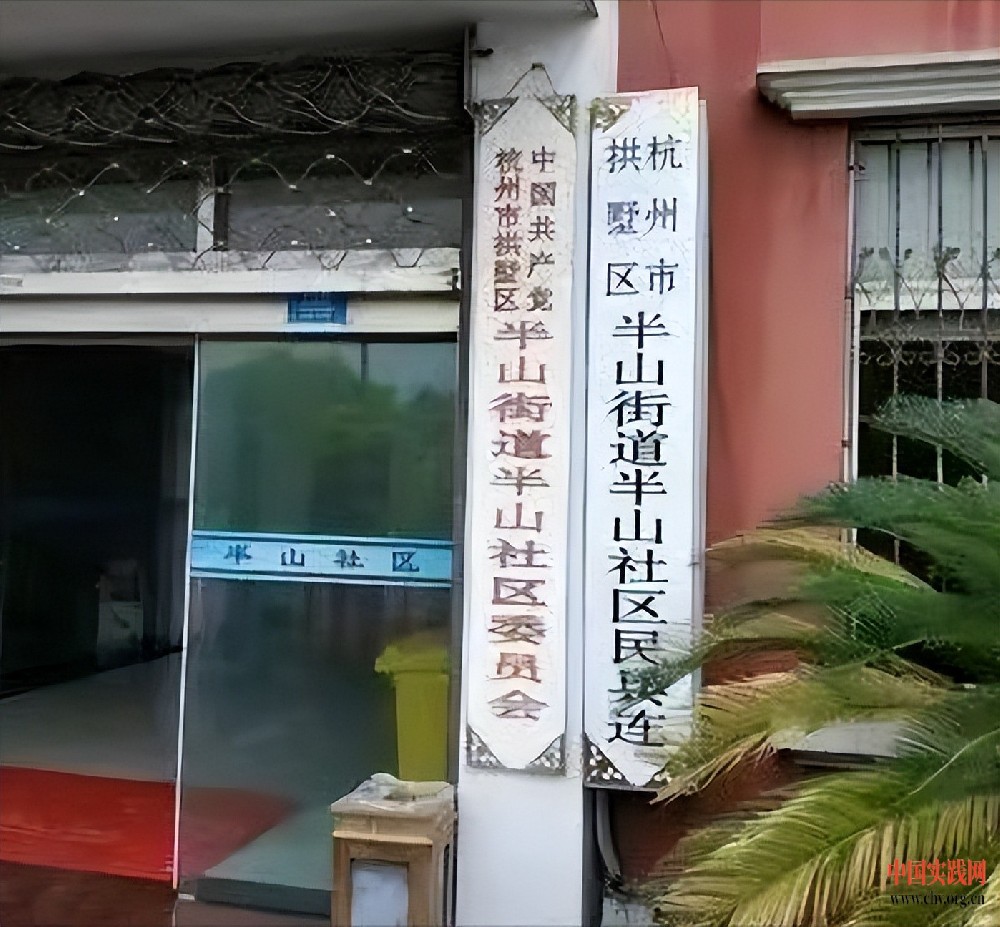 中国共产党
杭州市拱墅区
半山街道半山社区委员会
杭州市
拱墅区
半山街道半山社区民兵连
半山社区
中国实践网